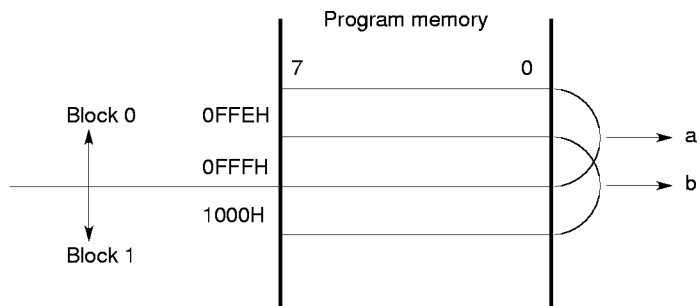 Program memory
7 0
Block 0 0FFEH
a
0FFFH
b
1000H
Block 1